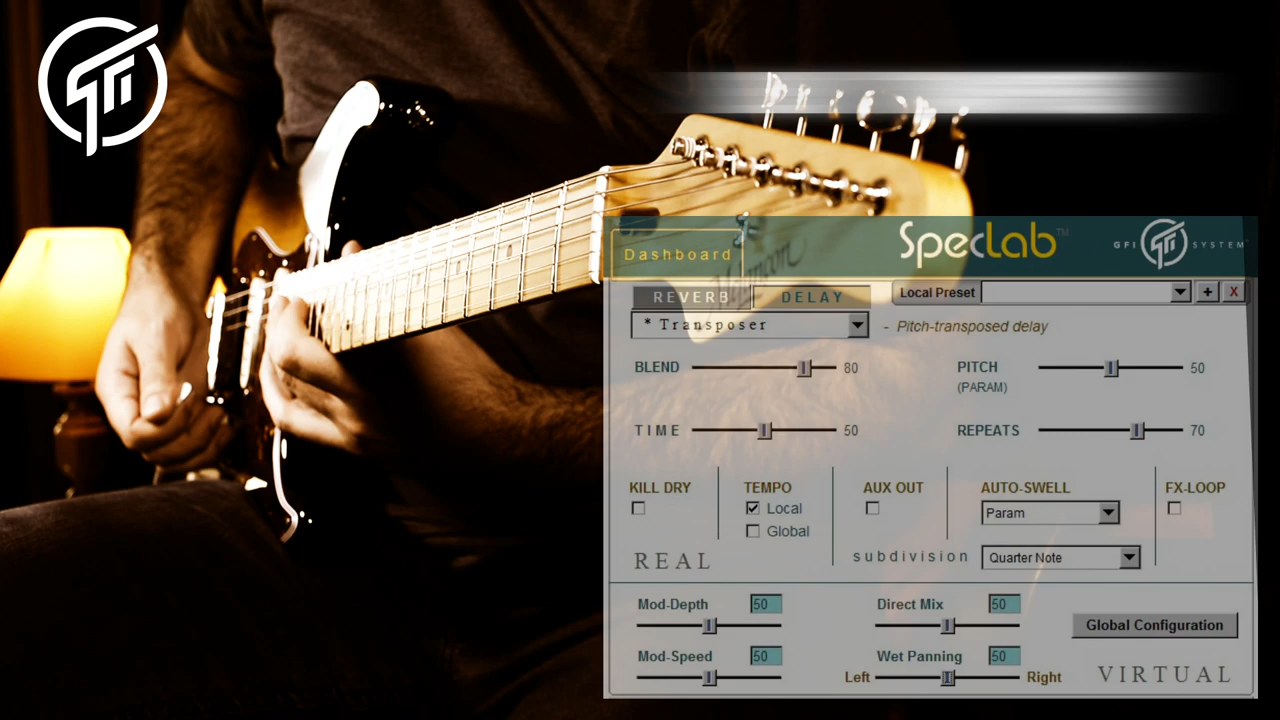 GFI
SpecLab™
GFI SYSTEM
Dashboard
REVERB DELAY
Local Preset + X
* Transposer - Pitch-transposed delay
BLEND 80
PITCH 50
(PARAM)
TIME 50
REPEATS 70
KILL DRY TEMPO AUX OUT AUTO-SWELL FX-LOOP
Local
Param
Global
REAL
subdivision Quarter Note
Mod-Depth 50
Direct Mix 50
Global Configuration
Mod-Speed 50
Wet Panning 50
Left Right
VIRTUAL